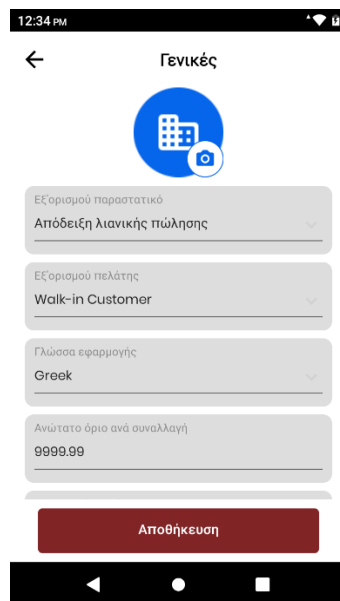 12:34 PM
Γενικές
Εξ'ορισμού παραστατικό
Απόδειξη λιανικής πώλησης
Εξ'ορισμού πελάτης
Walk-in Customer
Γλώσσα εφαρμογής
Greek
Ανώτατο όριο ανά συναλλαγή
9999.99
Αποθήκευση